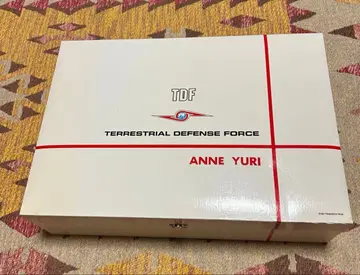 TDF
TERRESTRIAL DEFENSE FORCE
ANNE YURI